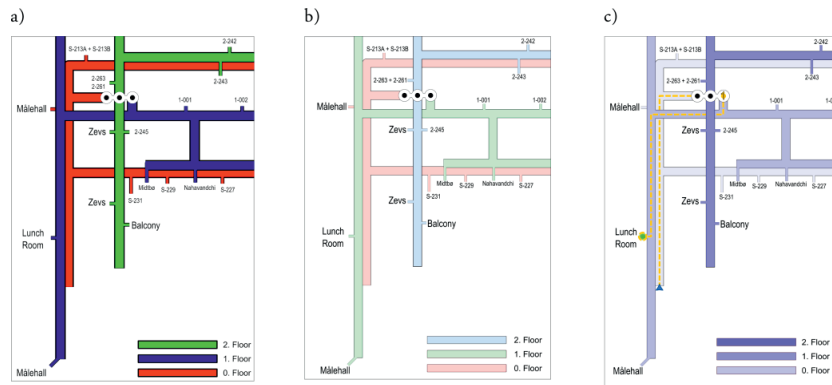 a)
S-213A + S-213B
2-242
2-243
2-263
2-261
1-001
1-002
Målehall
Zevs
2-245
Midtbø
S-229
Nahavandchi
S-227
S-231
Zevs
Lunch
Room
Balcony
2. Floor
1. Floor
0. Floor
Målehall
b)
S-213A + S-213B
2-242
2-243
2-263 + 2-261
1-001
1-002
Målehall
Zevs
2-245
Midtbø
S-229
Nahavandchi
S-227
S-231
Zevs
Lunch
Room
Balcony
2. Floor
1. Floor
0. Floor
Målehall
c)
S-213A + S-213B
2-242
2-243
2-263 + 2-261
1-001
1-002
Målehall
Zevs
2-245
Midtbø
S-229
Nahavandchi
S-227
S-231
Zevs
Lunch
Room
Balcony
2. Floor
1. Floor
0. Floor
Målehall